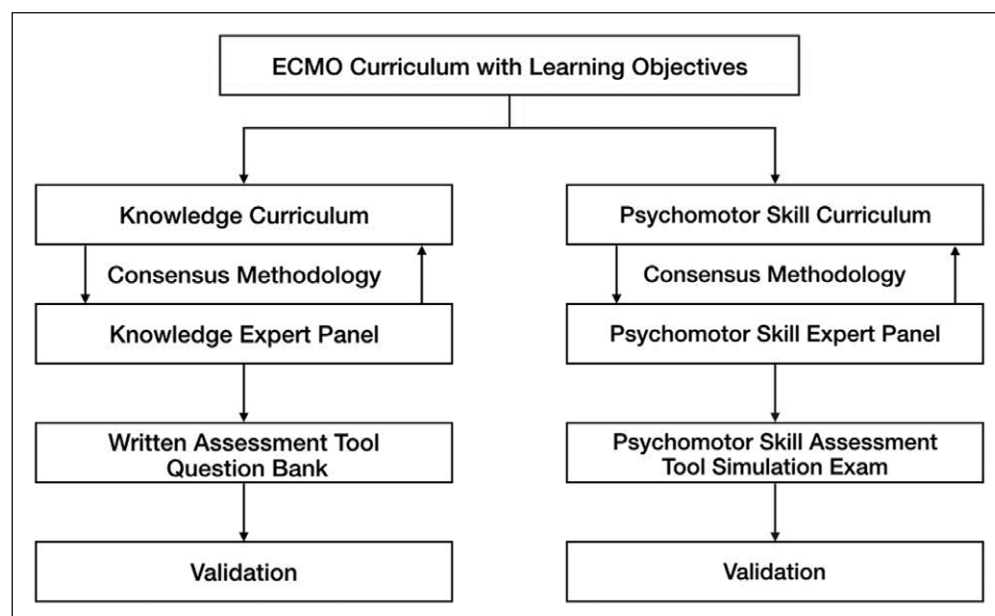 ECMO Curriculum with Learning Objectives
Knowledge Curriculum
Consensus Methodology
Knowledge Expert Panel
Written Assessment Tool
Question Bank
Validation
Psychomotor Skill Curriculum
Consensus Methodology
Psychomotor Skill Expert Panel
Psychomotor Skill Assessment
Tool Simulation Exam
Validation